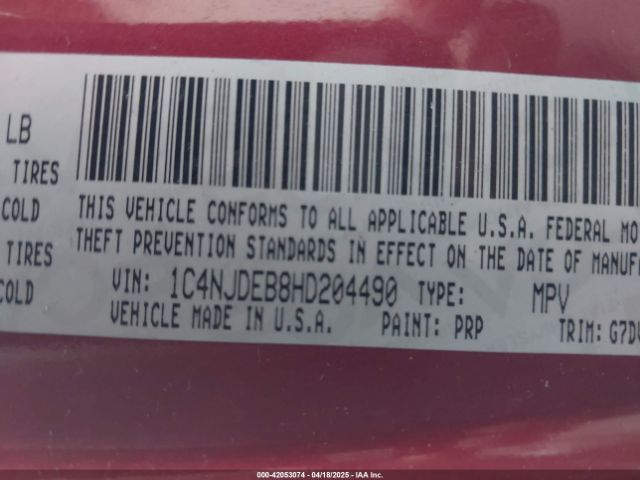 LB
TIRES
COLD THIS VEHICLE CONFORMS TO ALL APPLICABLE U.S.A. FEDERAL MO
TIRES THEFT PREVENTION STANDARDS IN EFFECT ON THE DATE OF MANUF
COLD VIN: 1C4NJDEB8HD204490 TYPE: MPV
VEHICLE MADE IN U.S.A. PAINT: PRP TRIM: G7D
000-42053074 - 04/18/2025 - IAA Inc.